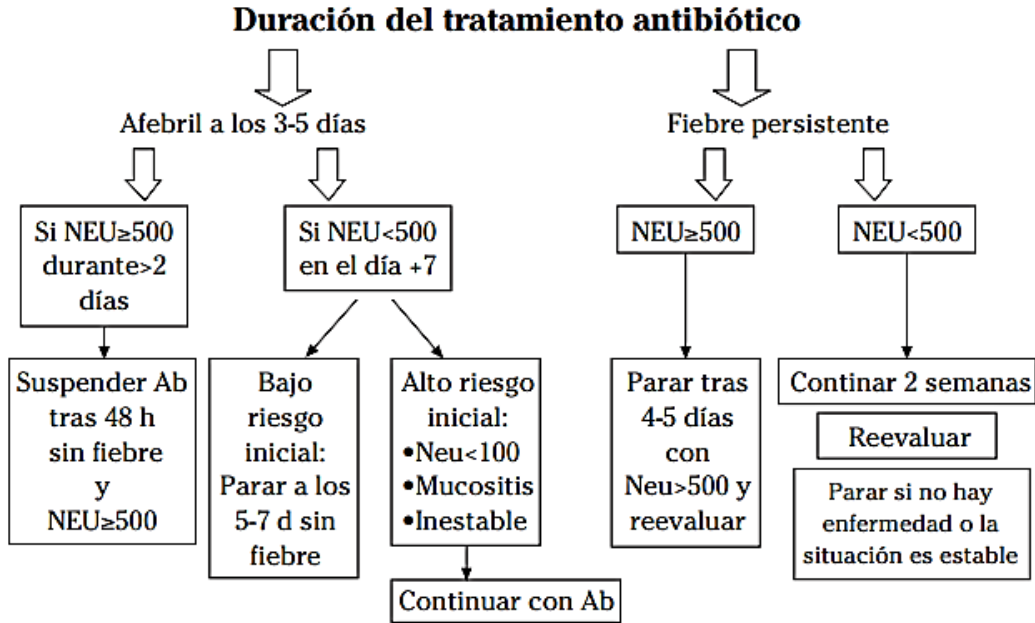 Duración del tratamiento antibiótico
Afebril a los 3-5 días
Fiebre persistente
Si NEU≥500
durante>2
días
Si NEU<500
en el día +7
NEU≥500
NEU<500
Suspender Ab
tras 48 h
sin fiebre
y
NEU≥500
Bajo
riesgo
inicial:
Parar a los
5-7 d sin
fiebre
Alto riesgo
inicial:
•Neu<100
•Mucositis
•Inestable
Continuar con Ab
Parar tras
4-5 días
con
Neu>500 y
reevaluar
Continar 2 semanas
Reevaluar
Parar si no hay
enfermedad o la
situación es estable